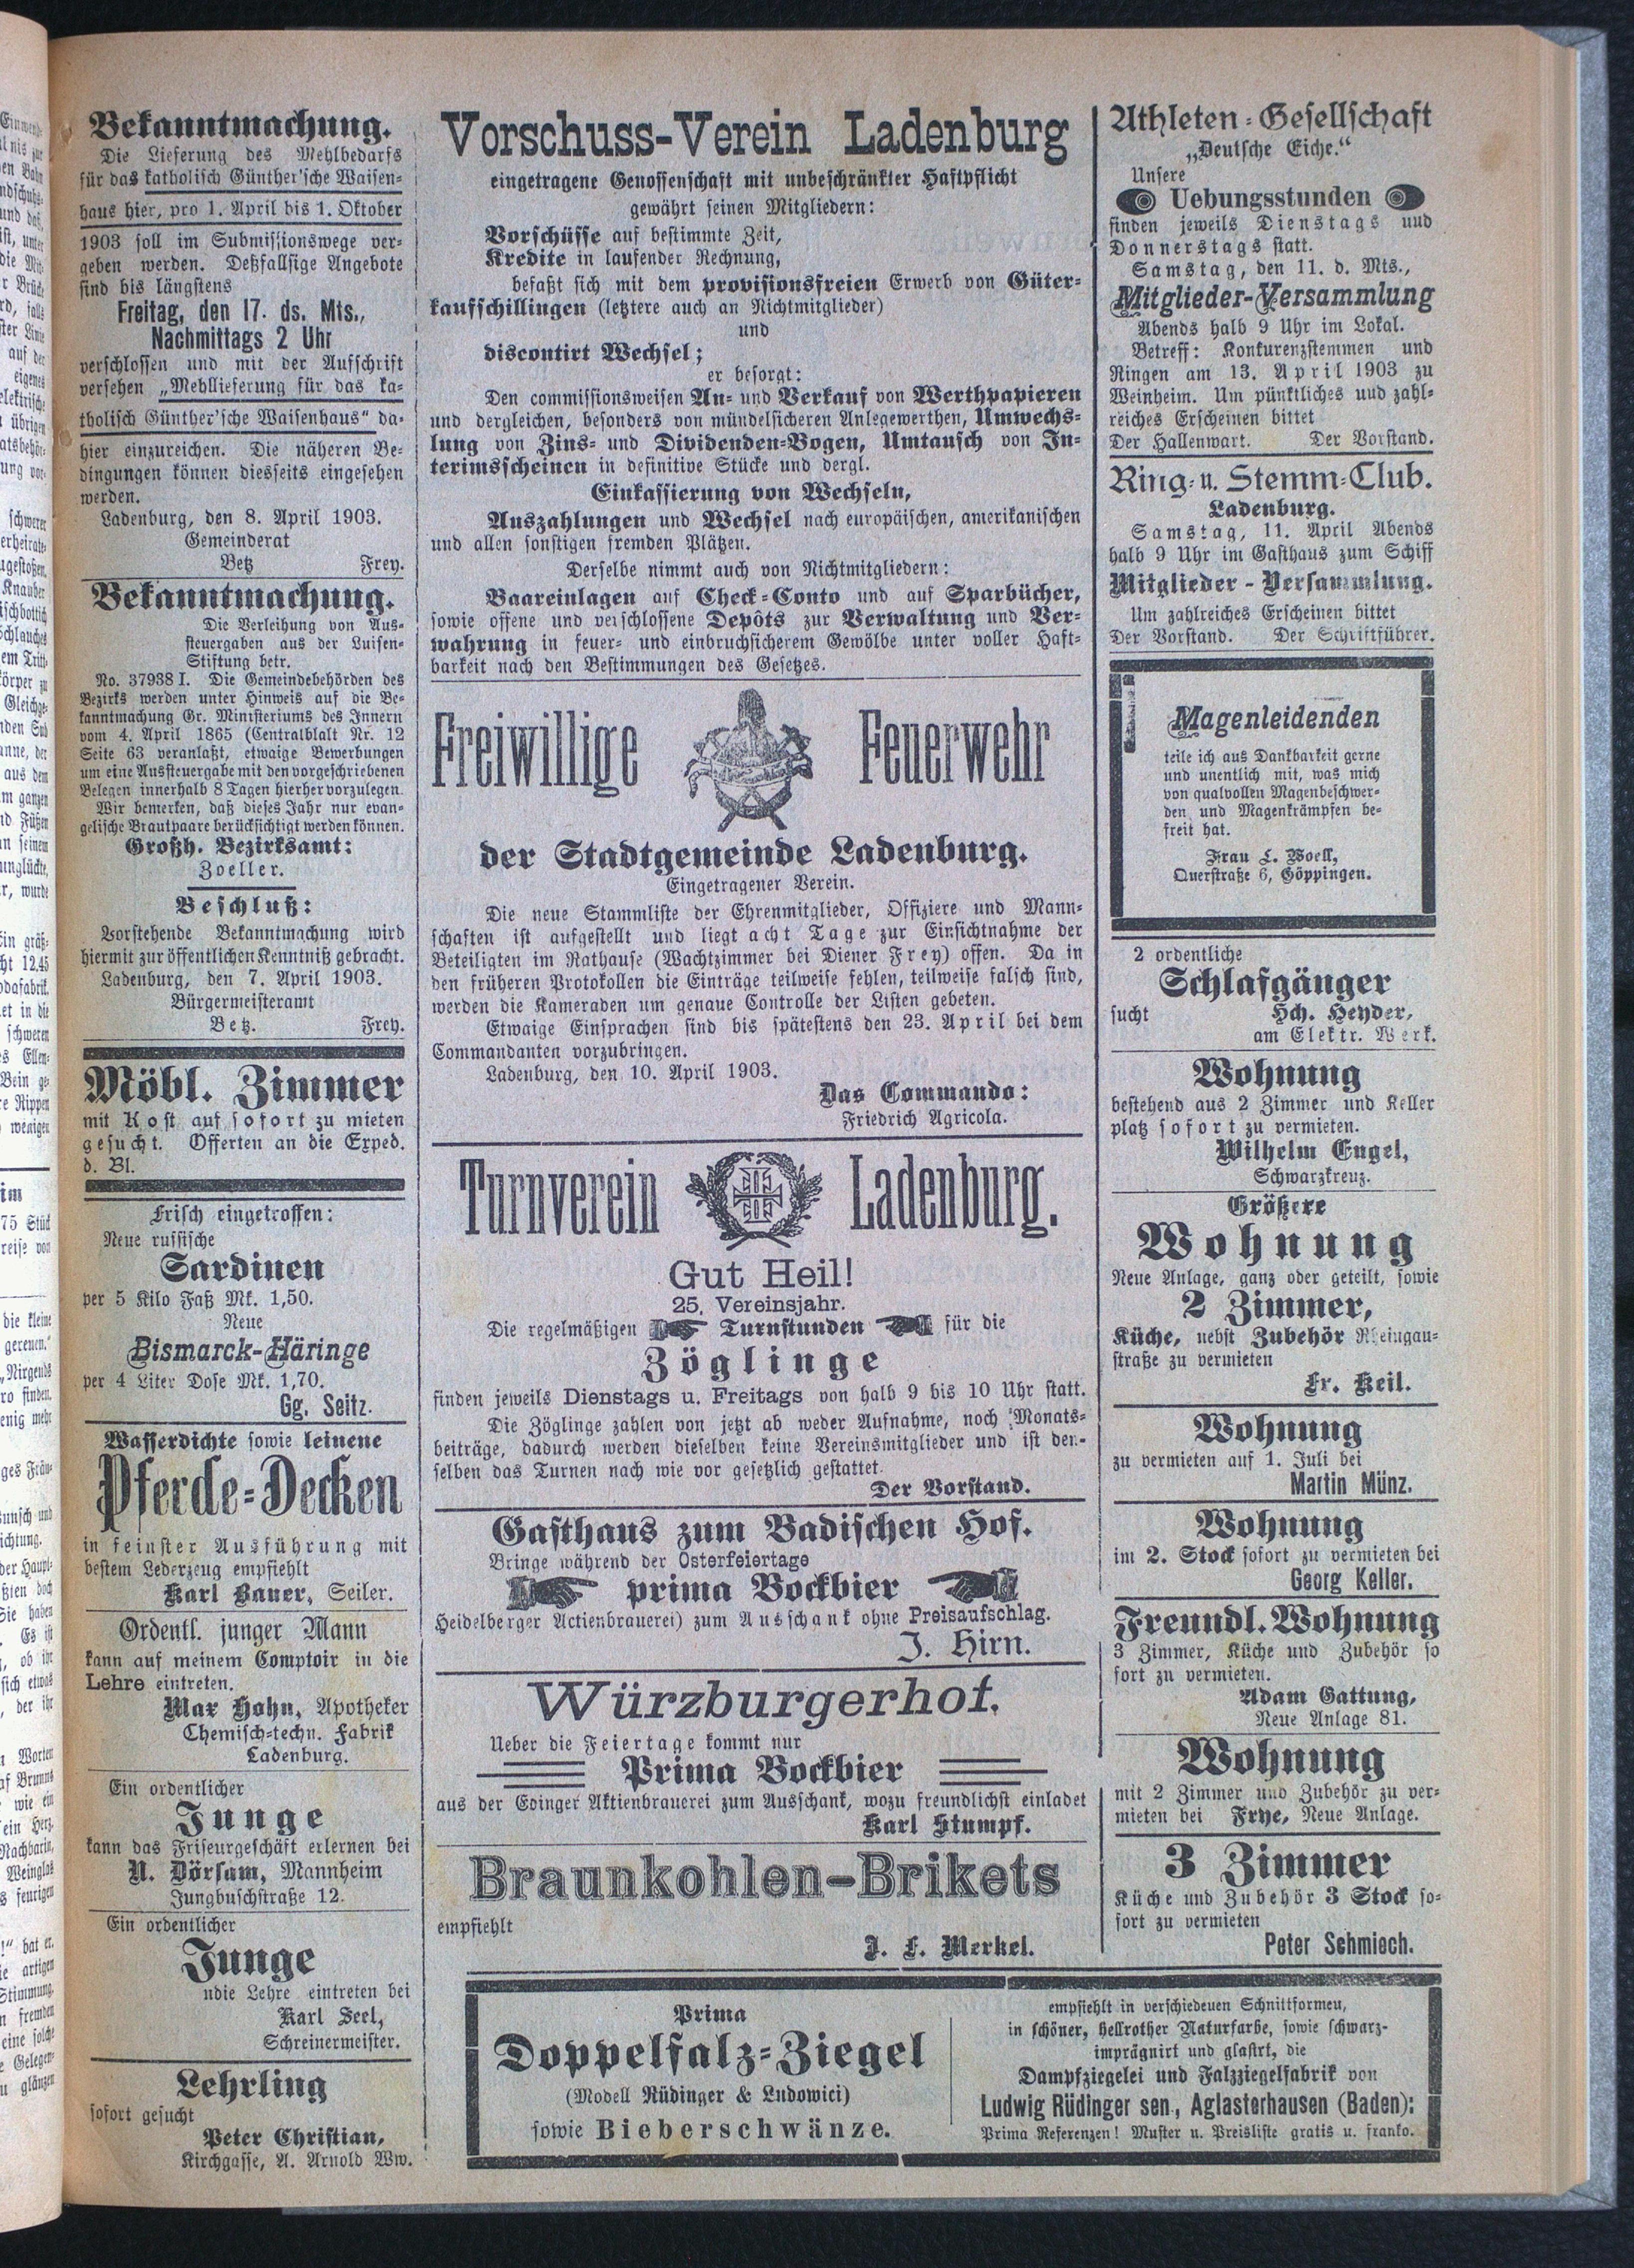 Bekanntmachung.
Die Lieferung des Mehlbedarfs
für das katholisch Günther'sche Waisen-
haus hier, pro 1. April bis 1. Oktober
1903 soll im Submissionswege ver-
geben werden. Deßfallsige Angebote
sind bis längstens
Freitag, den 17. ds. Mts.,
Nachmittags 2 Uhr
verschlossen und mit der Aufschrift
versehen „Mehllieferung für das ka-
tholisch Günther'sche Waisenhaus“ da-
hier einzureichen. Die näheren Be-
dingungen können diesseits eingesehen
werden.
Ladenburg, den 8. April 1903.
Gemeinderat
Betz Frey.
Bekanntmachung.
Die Verleihung von Aus-
steuergaben aus der Luisen-
Stiftung betr.
No. 37938 I. Die Gemeindebehörden des
Bezirks werden unter Hinweis auf die Be-
kanntmachung Gr. Ministeriums des Innern
vom 4. April 1865 (Centralblatt Nr. 12
Seite 63 veranlaßt, etwaige Bewerbungen
um eine Aussteuergabe mit den vorgeschriebenen
Belegen innerhalb 8 Tagen hierher vorzulegen.
Wir bemerken, daß dieses Jahr nur evan-
gelische Brautpaare berücksichtigt werden können.
Großh. Bezirksamt:
Zoeller.
Beschluß:
Vorstehende Bekanntmachung wird
hiermit zur öffentlichen Kenntniß gebracht.
Ladenburg, den 7. April 1903.
Bürgermeisteramt
Betz. Frey.
Möbl. Zimmer
mit Kost auf sofort zu mieten
gesucht. Offerten an die Exped.
d. Bl.
Frisch eingetroffen:
Neue russische
Sardinen
per 5 Kilo Faß Mk. 1,50.
Neue
Bismarck-Häringe
per 4 Liter Dose Mk. 1,70.
Gg. Seitz.
Wasserdichte sowie leinene
Pferde-Decken
in feinster Ausführung mit
bestem Lederzeug empfiehlt
Karl Bauer, Seiler.
Ordentl. junger Mann
kann auf meinem Comptoir in die
Lehre eintreten.
Max Hahn, Apotheker
Chemisch-techn. Fabrik
Ladenburg.
Ein ordentlicher
Junge
kann das Friseurgeschäft erlernen bei
N. Dörsam, Mannheim
Jungbuschstraße 12.
Ein ordentlicher
Junge
ndie Lehre eintreten bei
Karl Seel,
Schreinermeister.
Lehrling
sofort gesucht
Peter Christian,
Kirchgasse, A. Arnold Ww.
Vorschuss-Verein Ladenburg
eingetragene Genossenschaft mit unbeschränkter Haftpflicht
gewährt seinen Mitgliedern:
Vorschüsse auf bestimmte Zeit,
Kredite in laufender Rechnung,
befaßt sich mit dem provisionsfreien Erwerb von Güter-
kaufschillingen (letztere auch an Nichtmitglieder)
und
discontirt Wechsel;
er besorgt:
Den commissionsweisen An- und Verkauf von Werthpapieren
und dergleichen, besonders von mündelsicheren Anlegewerthen, Umwechs-
lung von Zins- und Dividenden-Bogen, Umtausch von In-
terimsscheinen in definitive Stücke und dergl.
Einkassierung von Wechseln,
Auszahlungen und Wechsel nach europäischen, amerikanischen
und allen sonstigen fremden Plätzen.
Derselbe nimmt auch von Nichtmitgliedern:
Baareinlagen auf Check-Conto und auf Sparbücher,
sowie offene und verschlossene Depôts zur Verwaltung und Ver-
wahrung in feuer- und einbruchsicherem Gewölbe unter voller Haft-
barkeit nach den Bestimmungen des Gesetzes.
Freiwillige Feuerwehr
der Stadtgemeinde Ladenburg.
Eingetragener Verein.
Die neue Stammliste der Ehrenmitglieder, Offiziere und Mann-
schaften ist aufgestellt und liegt acht Tage zur Einsichtnahme der
Beteiligten im Rathause (Wachtzimmer bei Diener Frey) offen. Da in
den früheren Protokollen die Einträge teilweise fehlen, teilweise falsch sind,
werden die Kameraden um genaue Controlle der Listen gebeten.
Etwaige Einsprachen sind bis spätestens den 23. April bei dem
Commandanten vorzubringen.
Ladenburg, den 10. April 1903.
Das Commando:
Friedrich Agricola.
Turnverein Ladenburg.
Gut Heil!
25. Vereinsjahr.
Die regelmäßigen Turnstunden für die
Zöglinge
finden jeweils Dienstags u. Freitags von halb 9 bis 10 Uhr statt.
Die Zöglinge zahlen von jetzt ab weder Aufnahme, noch Monats-
beiträge, dadurch werden dieselben keine Vereinsmitglieder und ist den-
selben das Turnen nach wie vor gesetzlich gestattet.
Der Vorstand.
Gasthaus zum Badischen Hof.
Bringe während der Osterfeiertage
prima Bockbier
Heidelberger Actienbrauerei) zum Ausschank ohne Preisaufschlag.
J. Hirn.
Würzburgerhof.
Ueber die Feiertage kommt nur
Prima Bockbier
aus der Edinger Aktienbrauerei zum Ausschank, wozu freundlichst einladet
Karl Stumpf.
Braunkohlen-Brikets
empfiehlt
J. F. Merkel.
Athleten-Gesellschaft
„Deutsche Eiche.“
Unsere
Uebungsstunden
finden jeweils Dienstags und
Donnerstags statt.
Samstag, den 11. d. Mts.,
Mitglieder-Versammlung
Abends halb 9 Uhr im Lokal.
Betreff: Konkurenzstemmen und
Ringen am 13. April 1903 zu
Weinheim. Um pünktliches und zahl-
reiches Erscheinen bittet
Der Hallenwart. Der Vorstand.
Ring- u. Stemm-Club.
Ladenburg.
Samstag, 11. April Abends
halb 9 Uhr im Gasthaus zum Schiff
Mitglieder-Versammlung.
Um zahlreiches Erscheinen bittet
Der Vorstand. Der Schriftführer.
Magenleidenden
teile ich aus Dankbarkeit gerne
und unentlich mit, was mich
von qualvollen Magenbeschwer-
den und Magenkrämpfen be-
freit hat.
Frau L. Woell,
Querstraße 6, Göppingen.
2 ordentliche
Schlafgänger
sucht Hch. Heyder,
am Elektr. Werk.
Wohnung
bestehend aus 2 Zimmer und Keller
platz sofort zu vermieten.
Wilhelm Engel,
Schwarzkreuz.
Größere
Wohnung
Neue Anlage, ganz oder geteilt, sowie
2 Zimmer,
Küche, nebst Zubehör Rheingau-
straße zu vermieten
Fr. Keil.
Wohnung
zu vermieten auf 1. Juli bei
Martin Münz.
Wohnung
im 2. Stock sofort zu vermieten bei
Georg Keller.
Freundl. Wohnung
3 Zimmer, Küche und Zubehör so
fort zu vermieten.
Adam Gattung,
Neue Anlage 81.
Wohnung
mit 2 Zimmer und Zubehör zu ver-
mieten bei Frye, Neue Anlage.
3 Zimmer
Küche und Zubehör 3 Stock so-
fort zu vermieten
Peter Schmiech.
Prima
Doppelfalz-Ziegel
(Modell Rüdinger & Ludowici)
sowie Bieberschwänze.
empfiehlt in verschiedenen Schnittformen,
in schöner, hellrother Naturfarbe, sowie schwarz-
imprägnirt und glasirt, die
Dampfziegelei und Falzziegelfabrik von
Ludwig Rüdinger sen., Aglasterhausen (Baden):
Prima Referenzen! Muster u. Preisliste gratis u. franko.